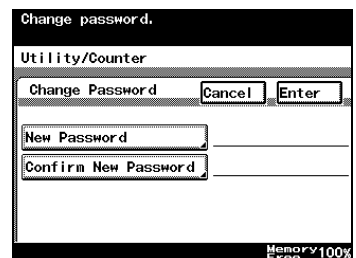 Change password.
Utility/Counter
Change Password Cancel Enter
New Password
Confirm New Password
Memory 100%
Free